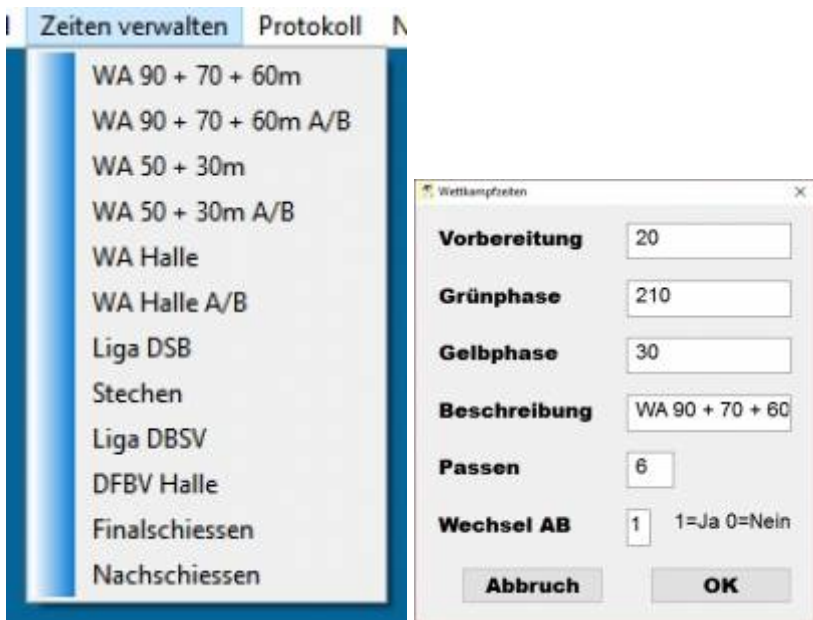 Zeiten verwalten Protokoll
WA 90 + 70 + 60m
WA 90 + 70 + 60m A/B
WA 50 + 30m
WA 50 + 30m A/B
WA Halle
WA Halle A/B
Liga DSB
Stechen
Liga DBSV
DFBV Halle
Finalschiessen
Nachschiessen
Wettkampfzeiten
Vorbereitung 20
Grünphase 210
Gelbphase 30
Beschreibung WA 90 + 70 + 60
Passen 6
Wechsel AB 1 1=Ja 0=Nein
Abbruch OK